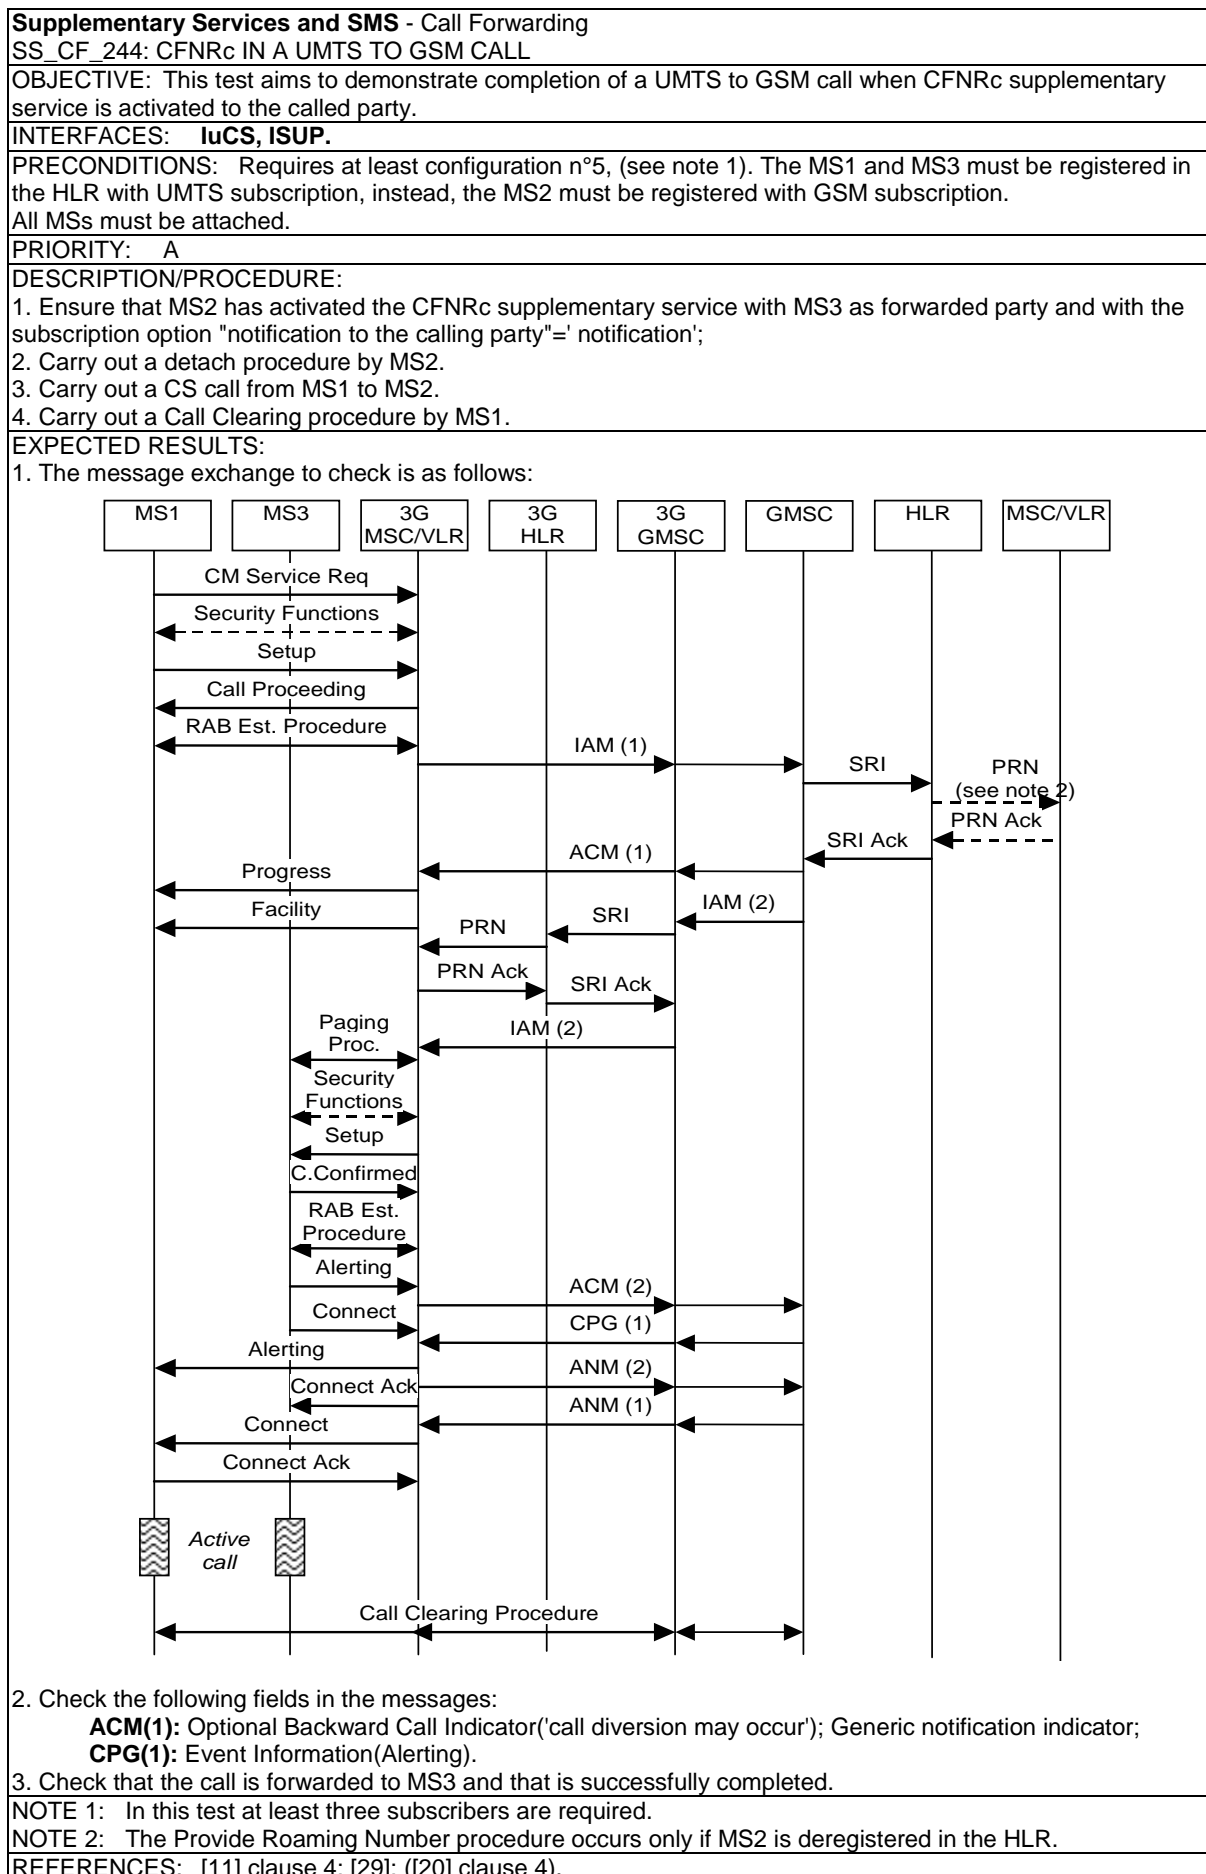 Supplementary Services and SMS - Call Forwarding
SS_CF_244: CFNRc IN A UMTS TO GSM CALL
OBJECTIVE: This test aims to demonstrate completion of a UMTS to GSM call when CFNRc supplementary
service is activated to the called party.
INTERFACES: IuCS, ISUP.
PRECONDITIONS: Requires at least configuration n°5, (see note 1). The MS1 and MS3 must be registered in
the HLR with UMTS subscription, instead, the MS2 must be registered with GSM subscription.
All MSs must be attached.
PRIORITY: A
DESCRIPTION/PROCEDURE:
1. Ensure that MS2 has activated the CFNRc supplementary service with MS3 as forwarded party and with the
subscription option "notification to the calling party"=' notification';
2. Carry out a detach procedure by MS2.
3. Carry out a CS call from MS1 to MS2.
4. Carry out a Call Clearing procedure by MS1.
EXPECTED RESULTS:
1. The message exchange to check is as follows:
MS1
MS3
3G
MSC/VLR
3G
HLR
3G
GMSC
GMSC
HLR
MSC/VLR
CM Service Req
Security Functions
Setup
Call Proceeding
RAB Est. Procedure
IAM (1)
SRI
PRN
(see note 2)
PRN Ack
SRI Ack
ACM (1)
Progress
IAM (2)
Facility
SRI
PRN
PRN Ack
SRI Ack
IAM (2)
Paging
Proc.
Security
Functions
Setup
C.Confirmed
RAB Est.
Procedure
Alerting
ACM (2)
Connect
CPG (1)
Alerting
ANM (2)
Connect Ack
ANM (1)
Connect
Connect Ack
Active
call
Call Clearing Procedure
2. Check the following fields in the messages:
ACM(1): Optional Backward Call Indicator('call diversion may occur'); Generic notification indicator;
CPG(1): Event Information(Alerting).
3. Check that the call is forwarded to MS3 and that is successfully completed.
NOTE 1: In this test at least three subscribers are required.
NOTE 2: The Provide Roaming Number procedure occurs only if MS2 is deregistered in the HLR.
REFERENCES: [11] clause 4; [29]; ([20] clause 4).